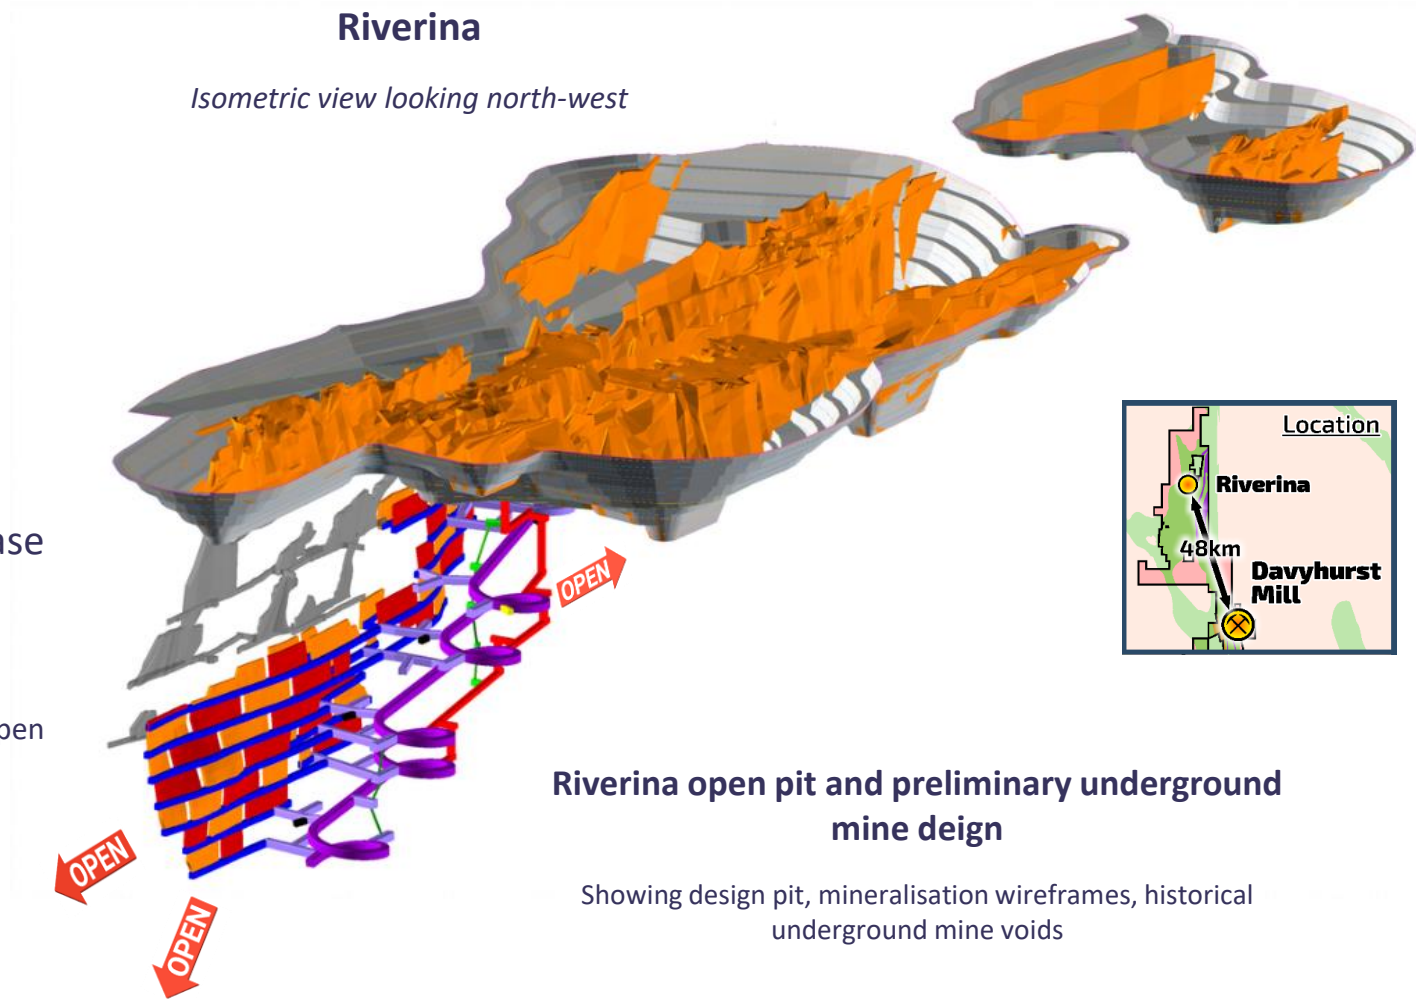 Riverina
Isometric view looking north-west
OPEN
Location
Riverina
48km
Davyhurst
Mill
OPEN
OPEN
Riverina open pit and preliminary underground
mine deign
Showing design pit, mineralisation wireframes, historical
underground mine voids